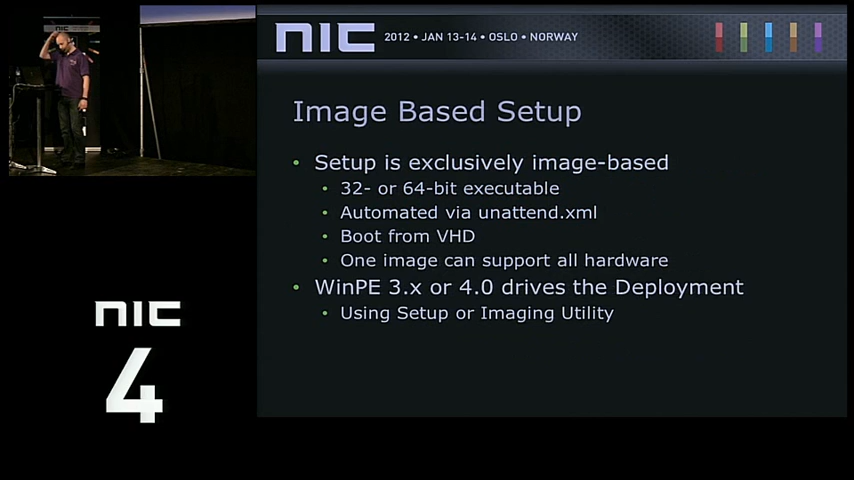 NIC 2012 • JAN 13-14 • OSLO • NORWAY
Image Based Setup
• Setup is exclusively image-based
• 32- or 64-bit executable
• Automated via unattend.xml
• Boot from VHD
• One image can support all hardware
• WinPE 3.x or 4.0 drives the Deployment
• Using Setup or Imaging Utility
NIC
4